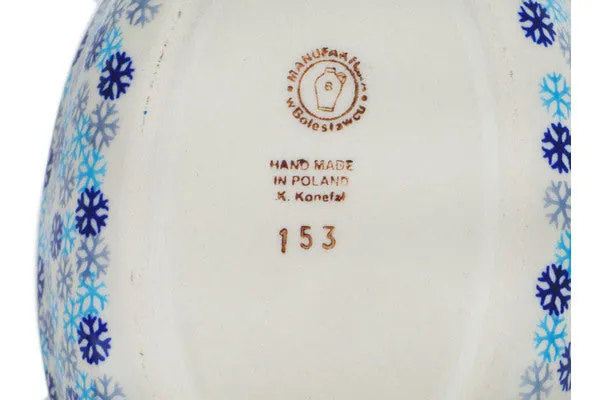 MANUFAKTURA
B
w Bolesławcu
HAND MADE
IN POLAND
K. Konefał
153